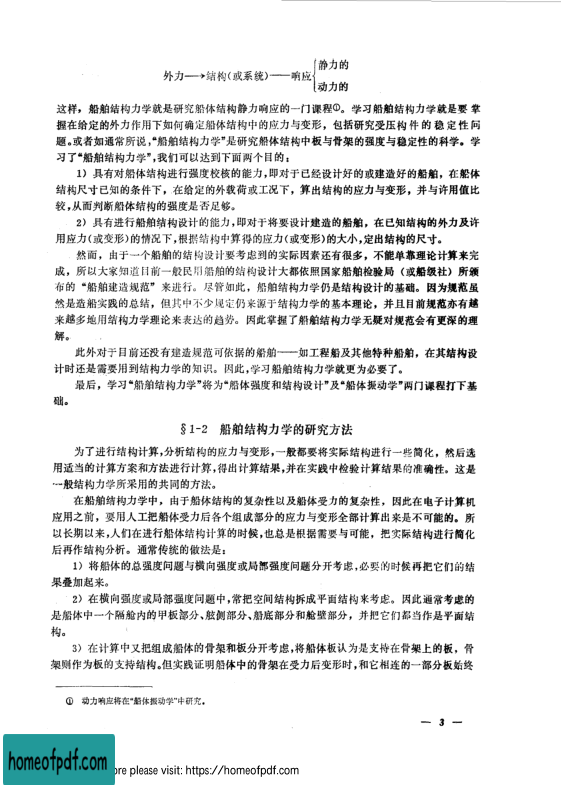 静力的
外力—→结构(或系统)——响应{
动力的
这样，船舶结构力学就是研究船体结构静力响应的一门课程①。学习船舶结构力学就是要掌
握在给定的外力作用下如何确定船体结构中的应力与变形，包括研究受压构件的稳定性问
题。或者如通常所说，“船舶结构力学”是研究船体结构中板与骨架的强度与稳定性的科学。学
习了“船舶结构力学”，我们可以达到下面两个目的：
1）具有对船体结构进行强度校核的能力，即对于已经设计好的或建造好的船舶，在船体
结构尺寸已知的条件下，在给定的外载荷或工况下，算出结构的应力与变形，并与许用值比
较，从而判断船体结构的强度是否足够。
2）具有进行船舶结构设计的能力，即对于将要设计建造的船舶，在已知结构的外力及许
用应力(或变形)的情况下，根据结构中算得的应力(或变形)的大小，定出结构的尺寸。
然而，由于一个船舶的结构设计要考虑到的实际因素还有很多，不能单靠理论计算来完
成，所以大家知道目前一般民用船舶的结构设计大都依照国家船舶检验局（或船级社）所颁
布的“船舶建造规范”来进行。尽管如此，船舶结构力学仍是结构设计的基础。因为规范虽
然是造船实践的总结，但其中不少规定仍来源于结构力学的基本理论，并且目前规范亦有越
来越多地用结构力学理论来表达的趋势。因此掌握了船舶结构力学无疑对规范会有更深的理
解。
此外对于目前还没有建造规范可依据的船舶——如工程船及其他特种船舶，在其结构设
计时还是需要用到结构力学的知识。因此，学习船舶结构力学就更为必要了。
最后，学习“船舶结构力学”将为“船体强度和结构设计”及“船体振动学”两门课程打下基
础。
§1-2 船舶结构力学的研究方法
为了进行结构计算，分析结构的应力与变形，一般都要将实际结构进行一些简化，然后选
用适当的计算方案和方法进行计算，得出计算结果，并在实践中检验计算结果的准确性。这是
一般结构力学所采用的共同的方法。
在船舶结构力学中，由于船体结构的复杂性以及船体受力的复杂性，因此在电子计算机
应用之前，要用人工把船体受力后各个组成部分的应力与变形全部计算出来是不可能的。所
以长期以来，人们在进行船体结构计算的时候，也总是根据需要与可能，把实际结构进行简化
后再作结构分析。通常传统的做法是：
1）将船体的总强度问题与横向强度或局部强度问题分开考虑，必要的时候再把它们的结
果叠加起来。
2）在横向强度或局部强度问题中，常把空间结构拆成平面结构来考虑。因此通常考虑的
是船体中一个隔舱内的甲板部分、舷侧部分、船底部分和舱壁部分，并把它们都当作是平面结
构。
3）在计算中又把组成船体的骨架和板分开考虑，将船体板认为是支持在骨架上的板，骨
架则作为板的支持结构。但实践证明船体中的骨架在受力后变形时，和它相连的一部分板始终
① 动力响应将在“船体振动学”中研究。
— 3 —
homeofpdf.com
ore please visit: https://homeofpdf.com